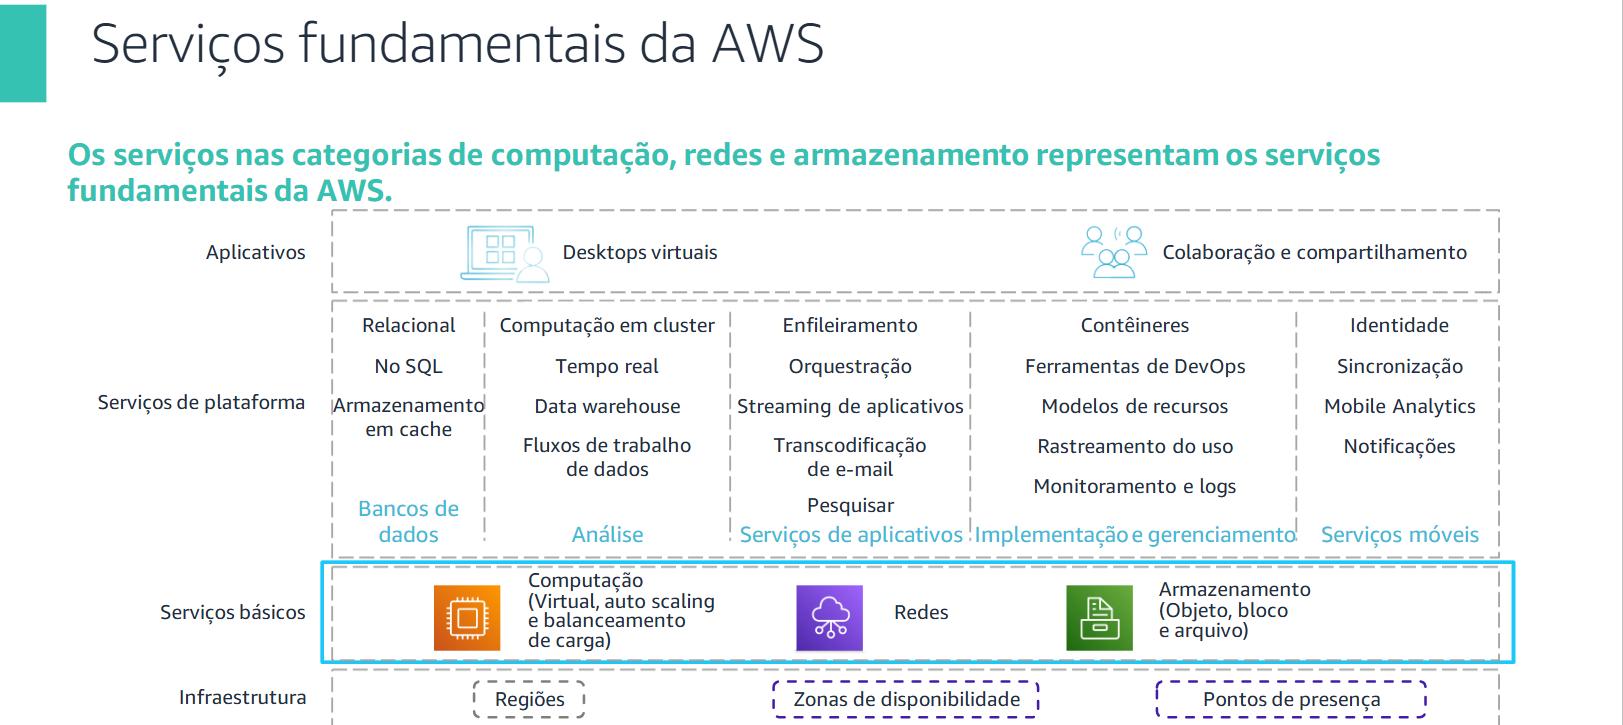 Serviços fundamentais da AWS
Os serviços nas categorias de computação, redes e armazenamento representam os serviços
fundamentais da AWS.
Aplicativos
Desktops virtuais
Colaboração e compartilhamento
Serviços de plataforma
Relacional
No SQL
Armazenamento
em cache
Bancos de
dados
Computação em cluster
Tempo real
Data warehouse
Fluxos de trabalho
de dados
Análise
Enfileiramento
Orquestração
Streaming de aplicativos
Transcodificação
de e-mail
Pesquisar
Serviços de aplicativos
Contêineres
Ferramentas de DevOps
Modelos de recursos
Rastreamento do uso
Monitoramento e logs
Implementação e gerenciamento
Identidade
Sincronização
Mobile Analytics
Notificações
Serviços móveis
Serviços básicos
Computação
(Virtual, auto scaling
e balanceamento
de carga)
Redes
Armazenamento
(Objeto, bloco
e arquivo)
Infraestrutura
Regiões
Zonas de disponibilidade
Pontos de presença